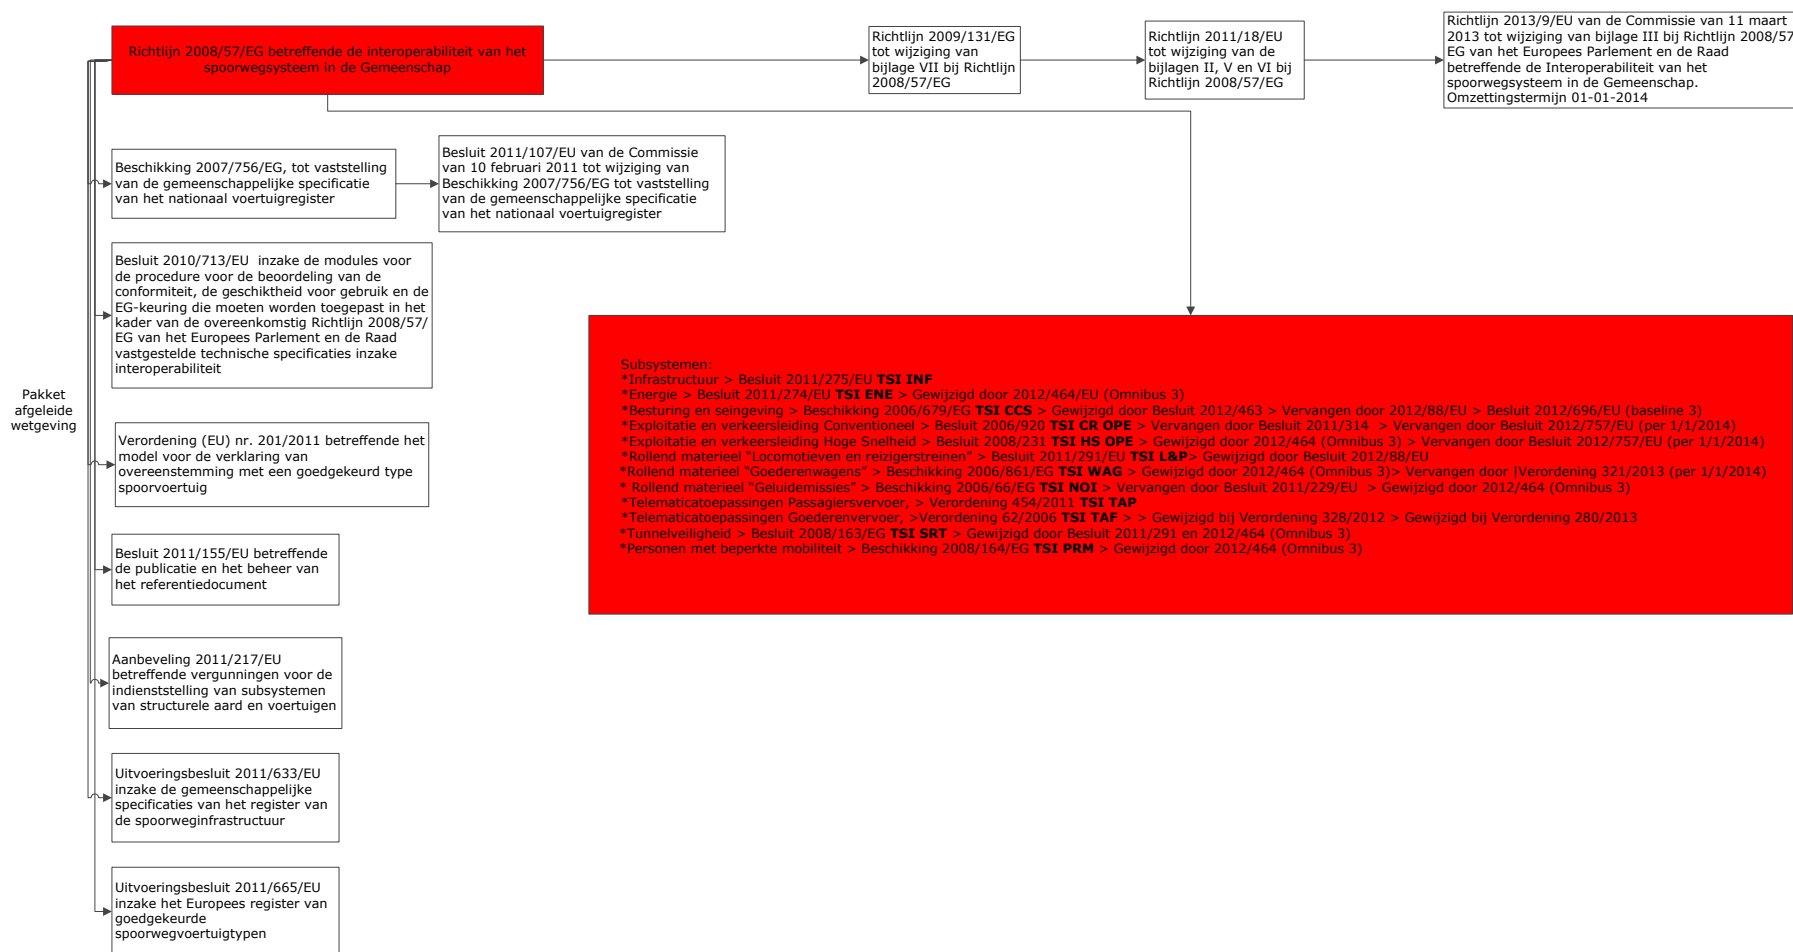 Richtlijn 2008/57/EG betreffende de interoperabiliteit van het
spoorwegsysteem in de Gemeenschap
Richtlijn 2009/131/EG
tot wijziging van
bijlage VII bij Richtlijn
2008/57/EG
Richtlijn 2011/18/EU
tot wijziging van de
bijlagen II, V en VI bij
Richtlijn 2008/57/EG
Richtlijn 2013/9/EU van de Commissie van 11 maart
2013 tot wijziging van bijlage III bij Richtlijn 2008/57
EG van het Europees Parlement en de Raad
betreffende de Interoperabiliteit van het
spoorwegsysteem in de Gemeenschap.
Omzettingstermijn 01-01-2014
Beschikking 2007/756/EG, tot vaststelling
van de gemeenschappelijke specificatie
van het nationaal voertuigregister
Besluit 2011/107/EU van de Commissie
van 10 februari 2011 tot wijziging van
Beschikking 2007/756/EG tot vaststelling
van de gemeenschappelijke specificatie
van het nationaal voertuigregister
Besluit 2010/713/EU  inzake de modules voor
de procedure voor de beoordeling van de
conformiteit, de geschiktheid voor gebruik en de
EG-keuring die moeten worden toegepast in het
kader van de overeenkomstig Richtlijn 2008/57/
EG van het Europees Parlement en de Raad
vastgestelde technische specificaties inzake
interoperabiliteit
Pakket
afgeleide
wetgeving
Subsystemen:
*Infrastructuur > Besluit 2011/275/EU TSI INF
*Energie > Besluit 2011/274/EU TSI ENE > Gewijzigd door 2012/464/EU (Omnibus 3)
*Besturing en seingeving > Beschikking 2006/679/EG TSI CCS > Gewijzigd door Besluit 2012/463 > Vervangen door 2012/88/EU > Besluit 2012/696/EU (baseline 3)
*Exploitatie en verkeersleiding Conventioneel > Besluit 2006/920 TSI CR OPE > Vervangen door Besluit 2011/314  > Vervangen door Besluit 2012/757/EU (per 1/1/2014)
*Exploitatie en verkeersleiding Hoge Snelheid > Besluit 2008/231 TSI HS OPE > Gewijzigd door 2012/464 (Omnibus 3) > Vervangen door Besluit 2012/757/EU (per 1/1/2014)
*Rollend materieel “Locomotieven en reizigerstreinen” > Besluit 2011/291/EU TSI L&P> Gewijzigd door Besluit 2012/88/EU
*Rollend materieel “Goederenwagens” > Beschikking 2006/861/EG TSI WAG > Gewijzigd door 2012/464 (Omnibus 3)> Vervangen door |Verordening 321/2013 (per 1/1/2014)
* Rollend materieel “Geluidemissies” > Beschikking 2006/66/EG TSI NOI > Vervangen door Besluit 2011/229/EU  > Gewijzigd door 2012/464 (Omnibus 3)
*Telematicatoepassingen Passagiersvervoer, > Verordening 454/2011 TSI TAP
*Telematicatoepassingen Goederenvervoer, >Verordening 62/2006 TSI TAF > > Gewijzigd bij Verordening 328/2012 > Gewijzigd bij Verordening 280/2013
*Tunnelveiligheid > Besluit 2008/163/EG TSI SRT > Gewijzigd door Besluit 2011/291 en 2012/464 (Omnibus 3)
*Personen met beperkte mobiliteit > Beschikking 2008/164/EG TSI PRM > Gewijzigd door 2012/464 (Omnibus 3)
Verordening (EU) nr. 201/2011 betreffende het
model voor de verklaring van
overeenstemming met een goedgekeurd type
spoorvoertuig
Besluit 2011/155/EU betreffende
de publicatie en het beheer van
het referentiedocument
Aanbeveling 2011/217/EU
betreffende vergunningen voor de
indienststelling van subsystemen
van structurele aard en voertuigen
Uitvoeringsbesluit 2011/633/EU
inzake de gemeenschappelijke
specificaties van het register van
de spoorweginfrastructuur
Uitvoeringsbesluit 2011/665/EU
inzake het Europees register van
goedgekeurde
spoorwegvoertuigtypen